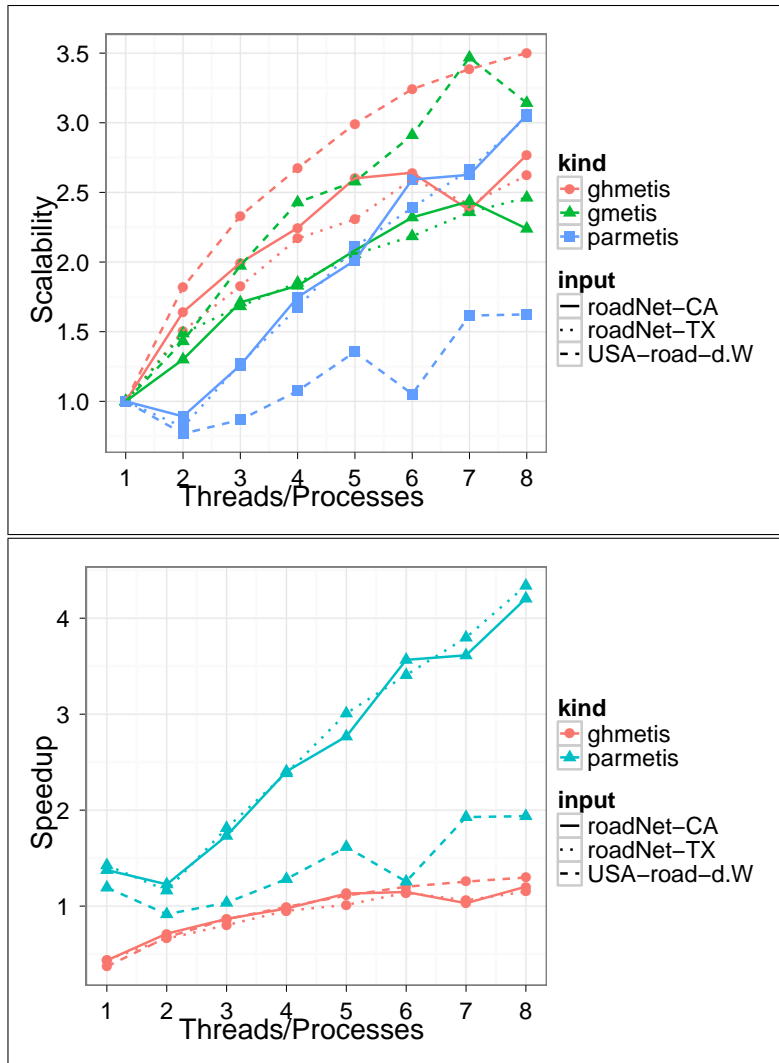 3.5
3.0
2.5
2.0
1.5
1.0
Scalability
1 2 3 4 5 6 7 8
Threads/Processes
kind
ghmetis
gmetis
parmetis
input
roadNet−CA
roadNet−TX
USA−road−d.W
4
3
2
1
Speedup
1 2 3 4 5 6 7 8
Threads/Processes
kind
ghmetis
parmetis
input
roadNet−CA
roadNet−TX
USA−road−d.W